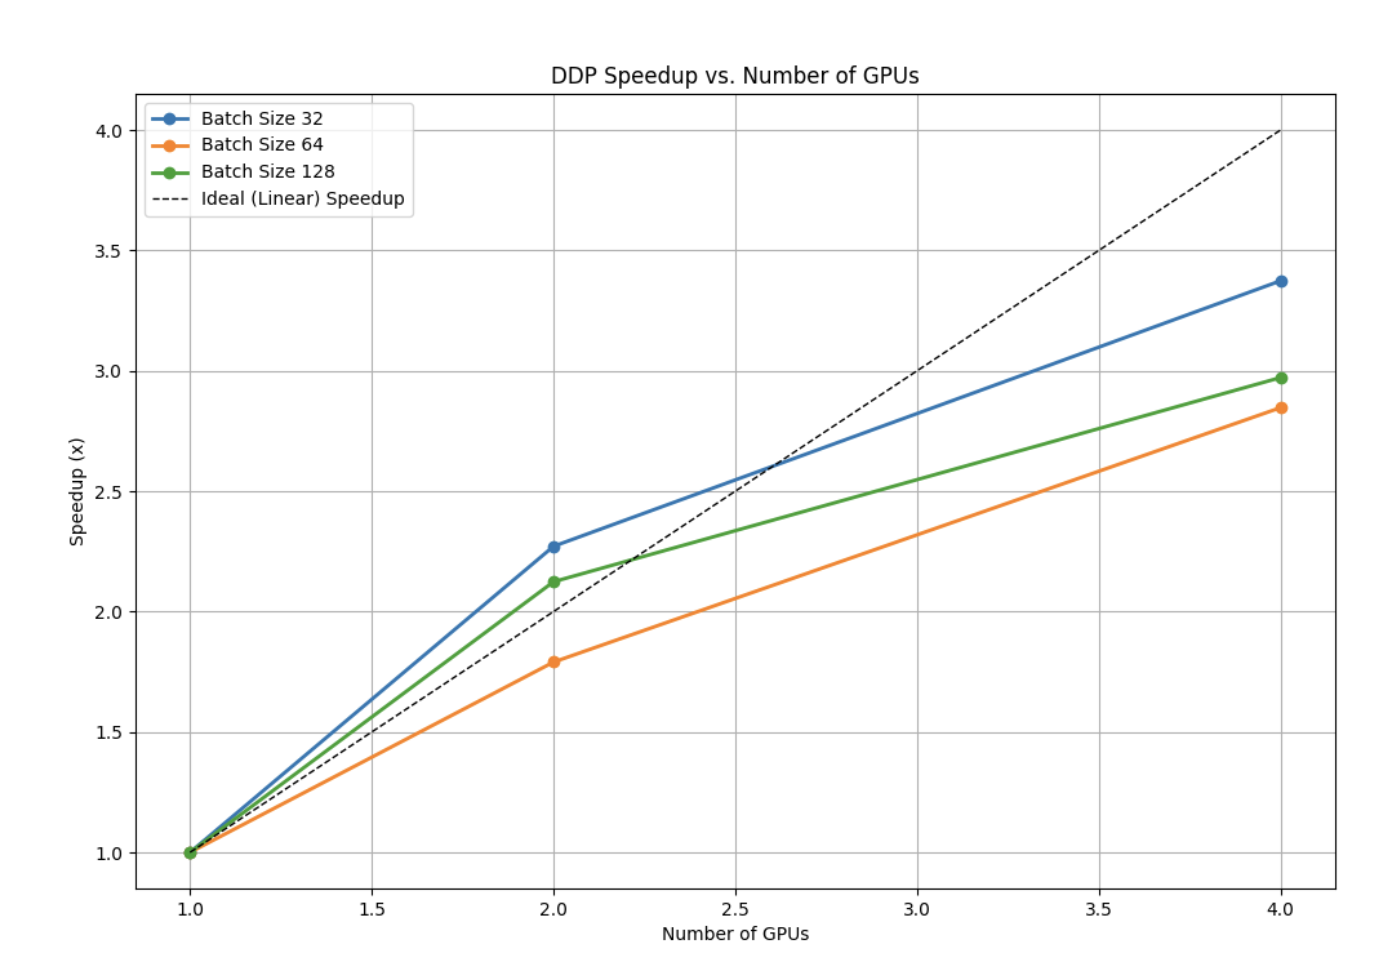 DDP Speedup vs. Number of GPUs
Batch Size 32
Batch Size 64
Batch Size 128
Ideal (Linear) Speedup
4.0
3.5
3.0
2.5
2.0
1.5
1.0
Speedup (x)
1.0 1.5 2.0 2.5 3.0 3.5 4.0
Number of GPUs